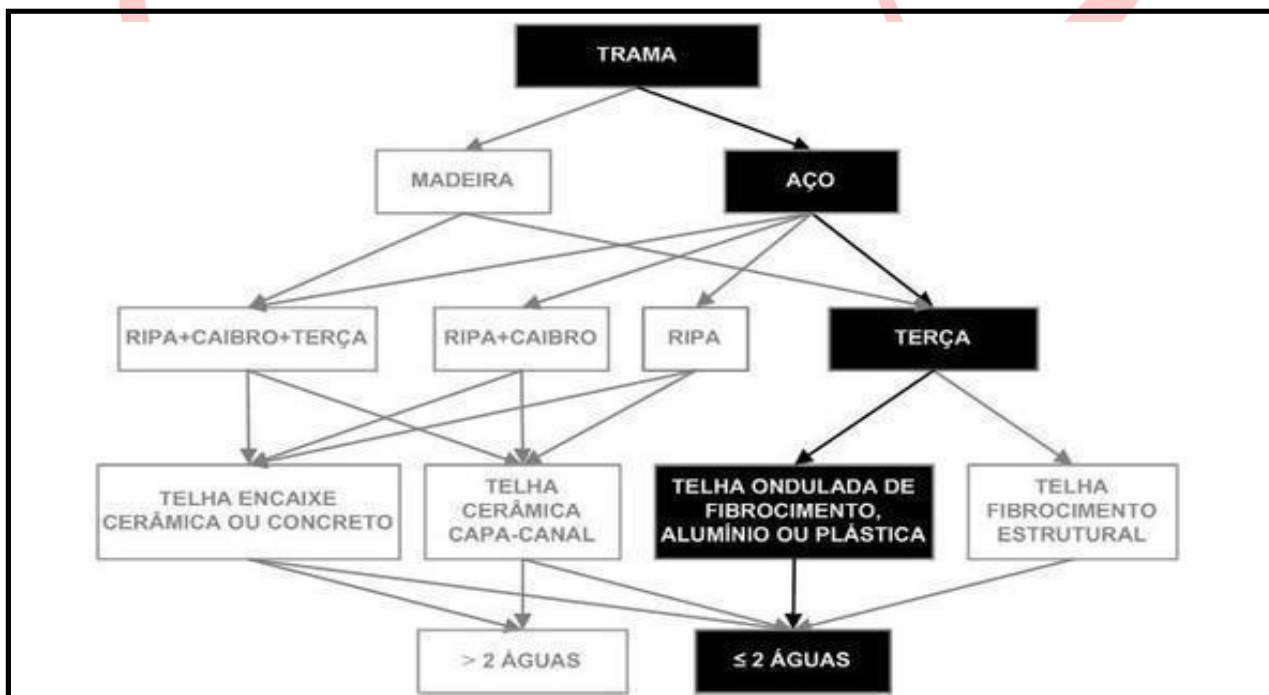 TRAMA
MADEIRA
AÇO
RIPA+CAIBRO+TERÇA
RIPA+CAIBRO
RIPA
TERÇA
TELHA ENCAIXE
CERÂMICA OU CONCRETO
TELHA
CERÂMICA
CAPA-CANAL
TELHA ONDULADA DE
FIBROCIMENTO,
ALUMÍNIO OU PLÁSTICA
TELHA
FIBROCIMENTO
ESTRUTURAL
> 2 ÁGUAS
≤ 2 ÁGUAS